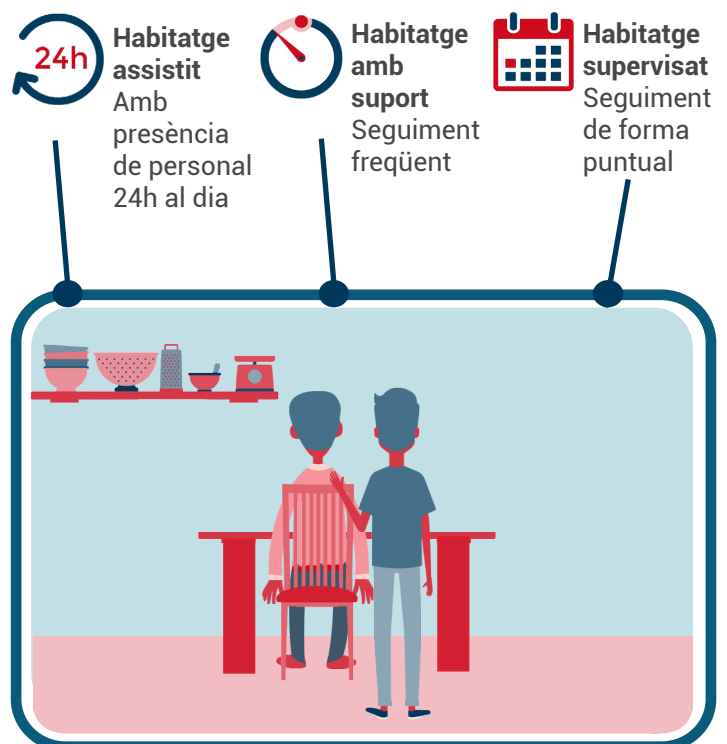 24h
Habitatge
assistit
Amb
presència
de personal
24h al dia
Habitatge
amb
suport
Seguiment
freqüent
Habitatge
supervisat
Seguiment
de forma
puntual